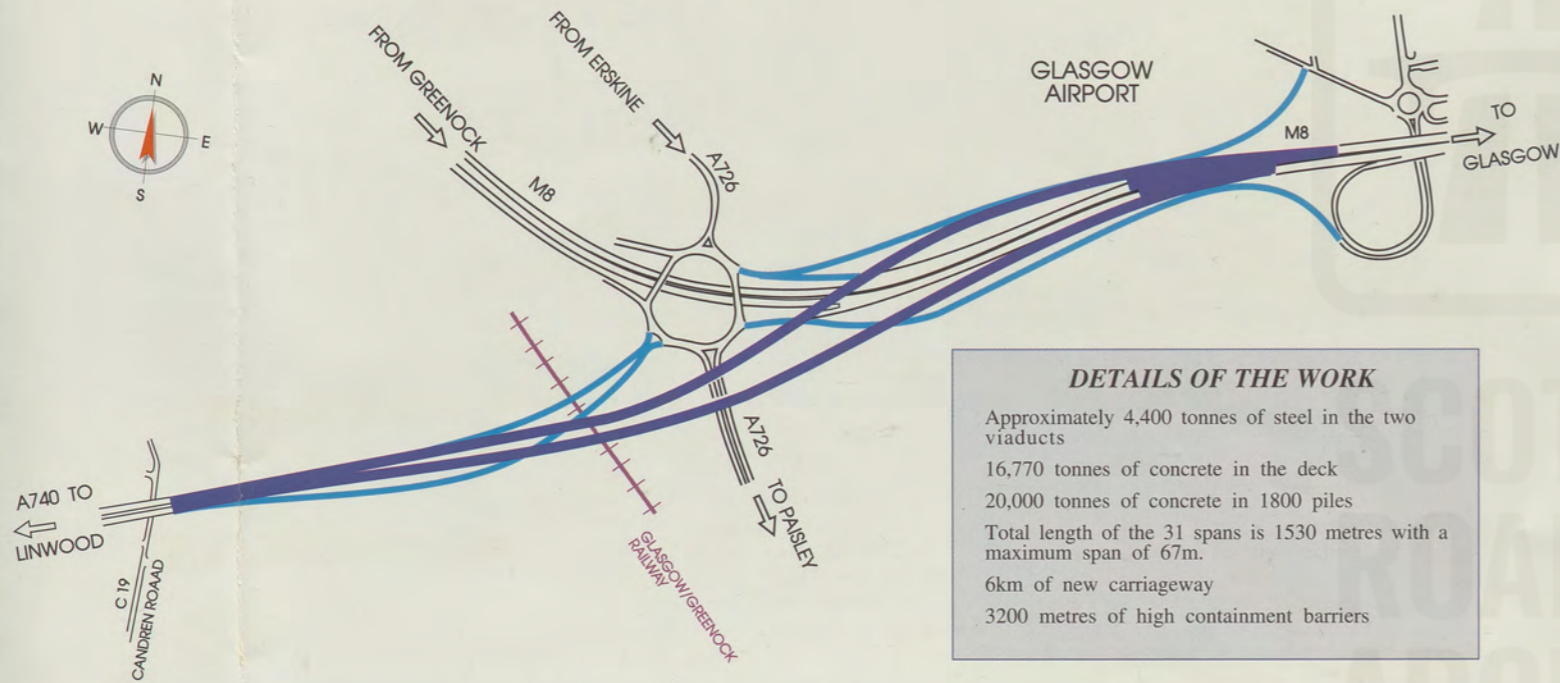 N
W
E
S
FROM GREENOCK
FROM ERSKINE
A726
M8
GLASGOW
AIRPORT
M8
TO
GLASGOW
A740 TO
LINWOOD
C 19
CANDREN ROAAD
GLASGOW/GREENOCK
RAILWAY
A726
TO PAISLEY
DETAILS OF THE WORK
Approximately 4,400 tonnes of steel in the two
viaducts
16,770 tonnes of concrete in the deck
20,000 tonnes of concrete in 1800 piles
Total length of the 31 spans is 1530 metres with a
maximum span of 67m.
6km of new carriageway
3200 metres of high containment barriers